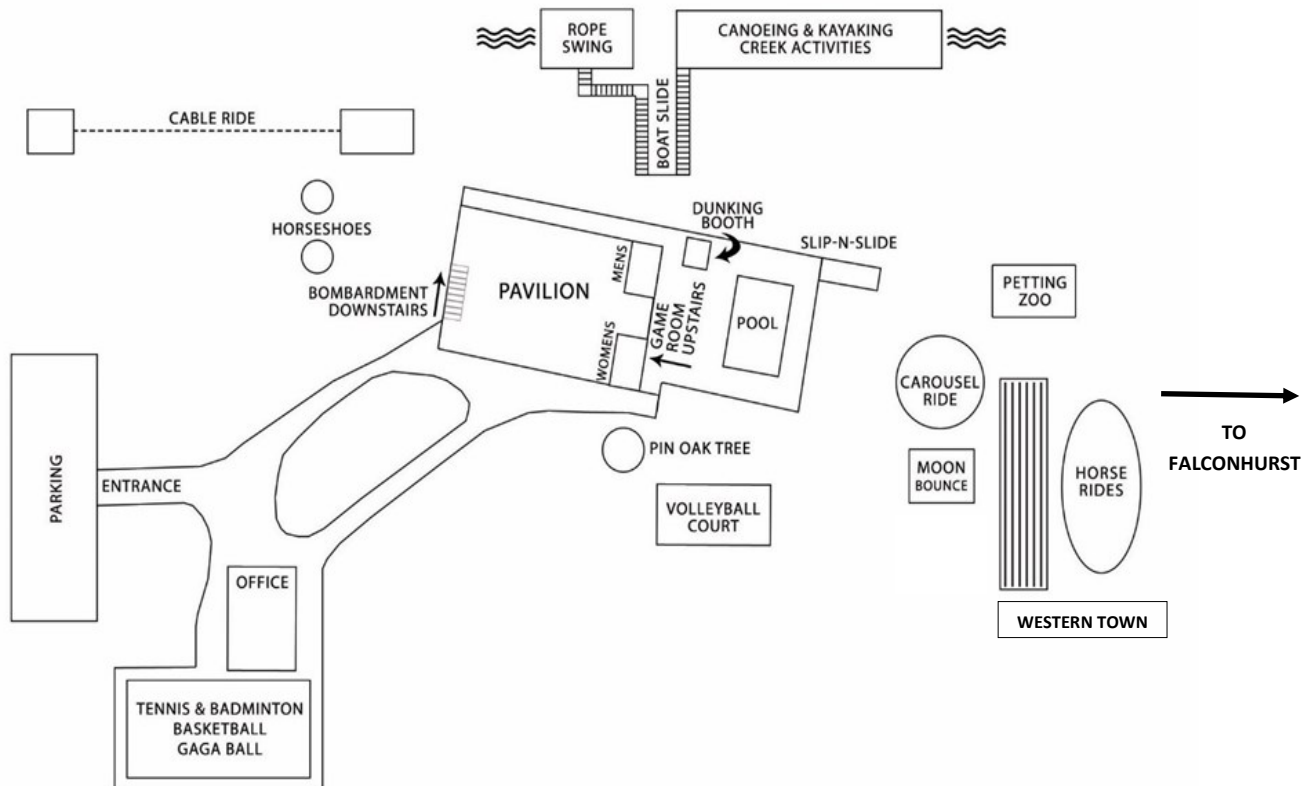 ROPE
SWING
CANOEING & KAYAKING
CREEK ACTIVITIES
BOAT SLIDE
CABLE RIDE
HORSESHOES
DUNKING
BOOTH
SLIP-N-SLIDE
BOMBARDMENT
DOWNSTAIRS
PAVILION
MENS
WOMENS
GAME
ROOM
UPSTAIRS
POOL
PETTING
ZOO
CAROUSEL
RIDE
TO
FALCONHURST
PARKING
ENTRANCE
PIN OAK TREE
MOON
BOUNCE
HORSE
RIDES
VOLLEYBALL
COURT
OFFICE
WESTERN TOWN
TENNIS & BADMINTON
BASKETBALL
GAGA BALL